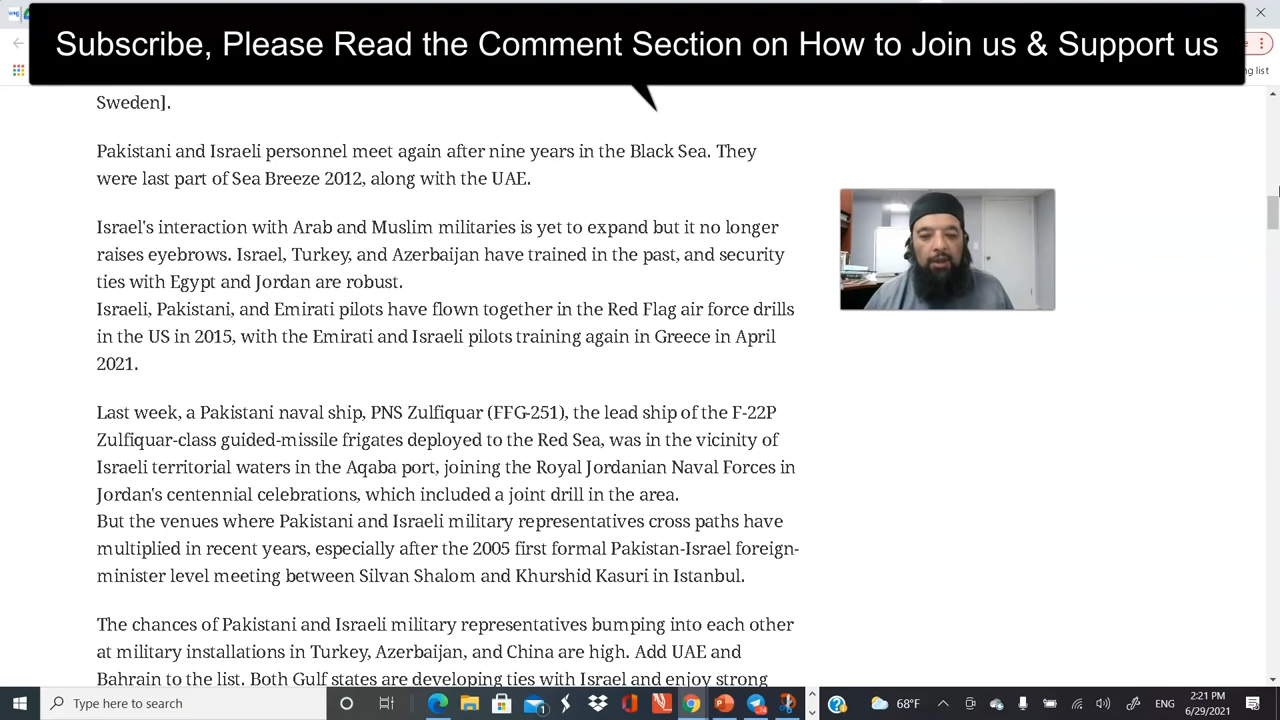 Subscribe, Please Read the Comment Section on How to Join us & Support us
ng list
Sweden].
Pakistani and Israeli personnel meet again after nine years in the Black Sea. They
were last part of Sea Breeze 2012, along with the UAE.
Israel's interaction with Arab and Muslim militaries is yet to expand but it no longer
raises eyebrows. Israel, Turkey, and Azerbaijan have trained in the past, and security
ties with Egypt and Jordan are robust.
Israeli, Pakistani, and Emirati pilots have flown together in the Red Flag air force drills
in the US in 2015, with the Emirati and Israeli pilots training again in Greece in April
2021.
Last week, a Pakistani naval ship, PNS Zulfiquar (FFG-251), the lead ship of the F-22P
Zulfiquar-class guided-missile frigates deployed to the Red Sea, was in the vicinity of
Israeli territorial waters in the Aqaba port, joining the Royal Jordanian Naval Forces in
Jordan's centennial celebrations, which included a joint drill in the area.
But the venues where Pakistani and Israeli military representatives cross paths have
multiplied in recent years, especially after the 2005 first formal Pakistan-Israel foreign-
minister level meeting between Silvan Shalom and Khurshid Kasuri in Istanbul.
The chances of Pakistani and Israeli military representatives bumping into each other
at military installations in Turkey, Azerbaijan, and China are high. Add UAE and
Bahrain to the list. Both Gulf states are developing ties with Israel and enjoy strong
Type here to search
68°F
ENG
2:21 PM
6/29/2021